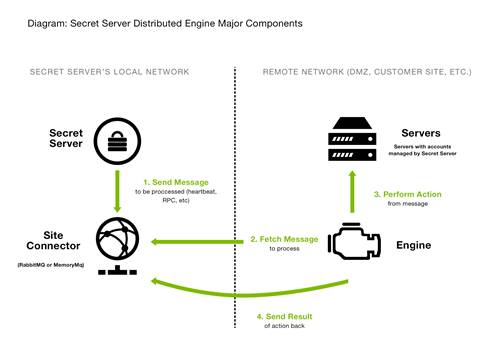 Diagram: Secret Server Distributed Engine Major Components
SECRET SERVER'S LOCAL NETWORK
REMOTE NETWORK (DMZ, CUSTOMER SITE, ETC.)
Secret
Server
Servers
Servers with accounts
managed by Secret Server
1. Send Message
to be proccessed (heartbeat,
RPC, etc)
3. Perform Action
from message
Site
Connector
(RabbitMQ or MemoryMq)
2. Fetch Message
to process
Engine
4. Send Result
of action back